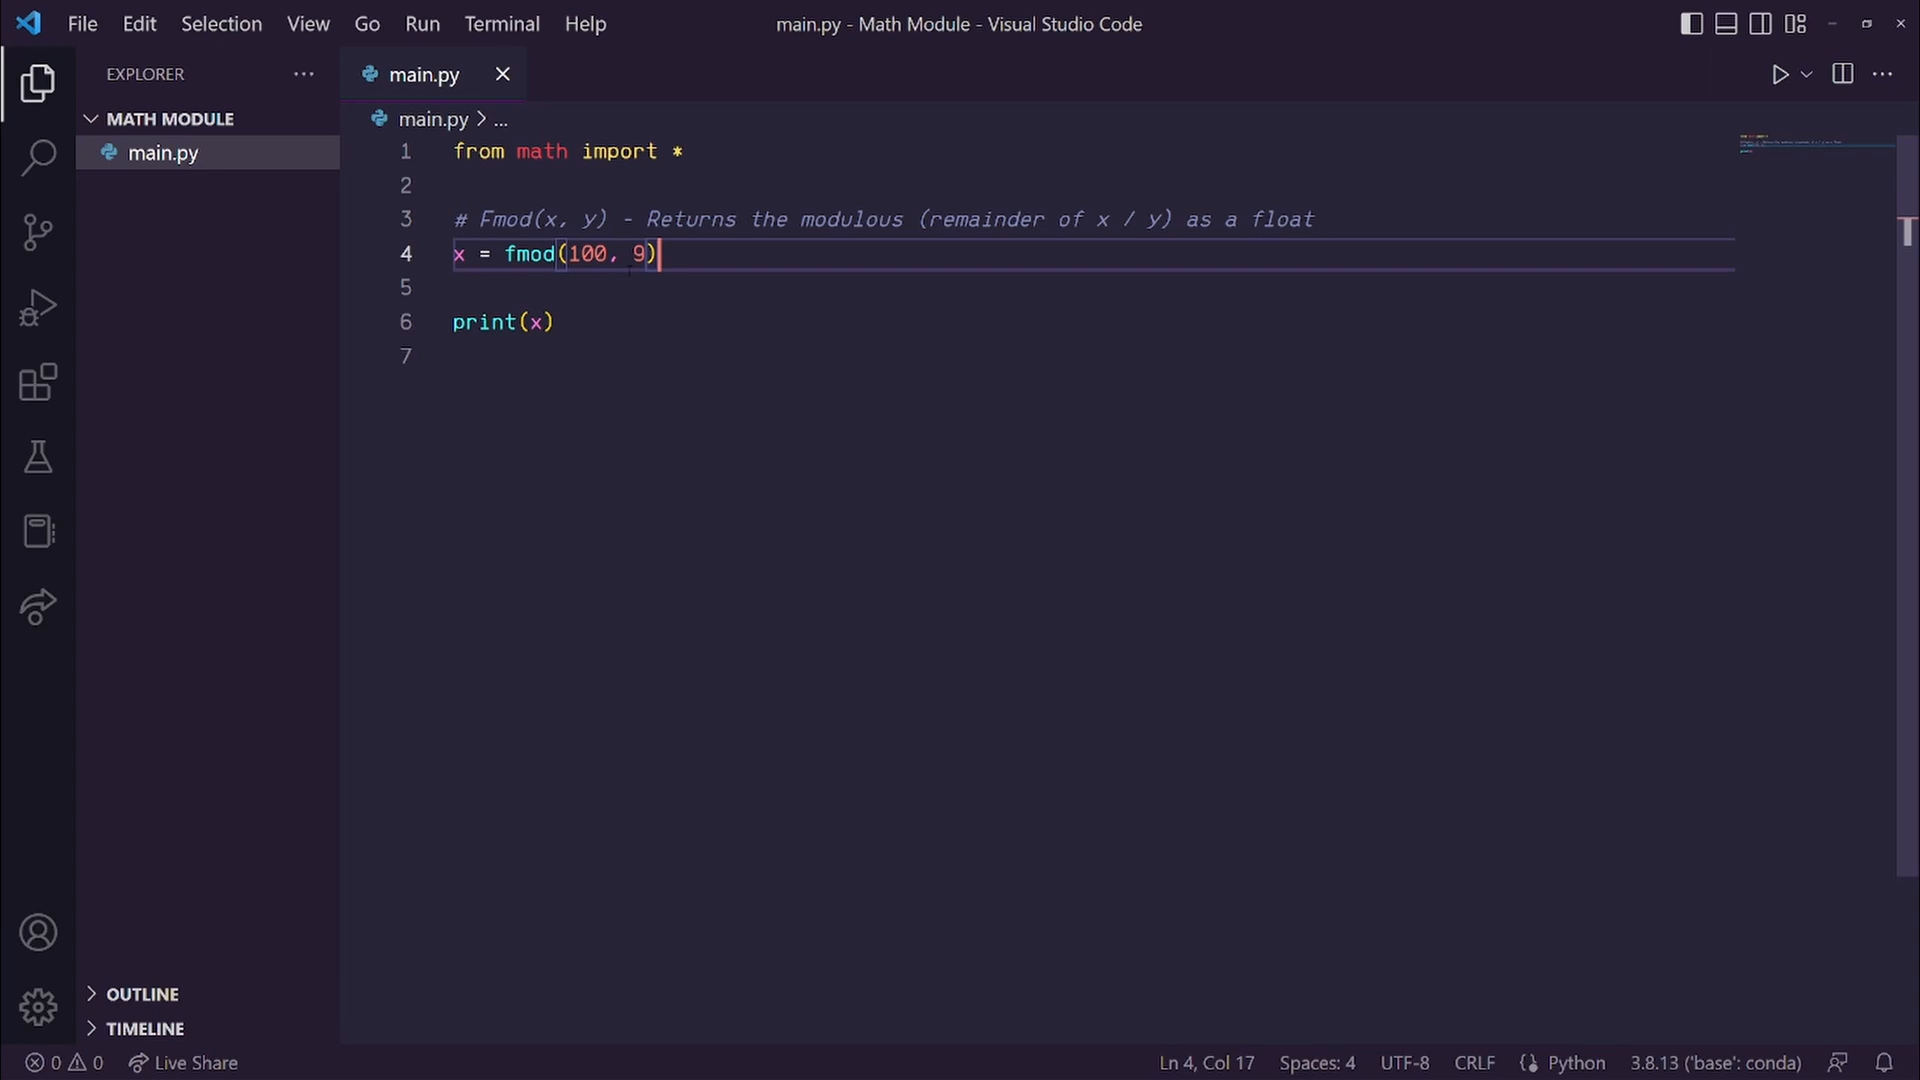 File Edit Selection View Go Run Terminal Help
main.py - Math Module - Visual Studio Code
EXPLORER
MATH MODULE
main.py
main.py
main.py > ...
1 from math import *
2
3 # Fmod(x, y) - Returns the modulous (remainder of x / y) as a float
4 x = fmod(100, 9)
5
6 print(x)
7
OUTLINE
TIMELINE
0 0 Live Share
Ln 4, Col 17 Spaces: 4 UTF-8 CRLF Python 3.8.13 ('base': conda)